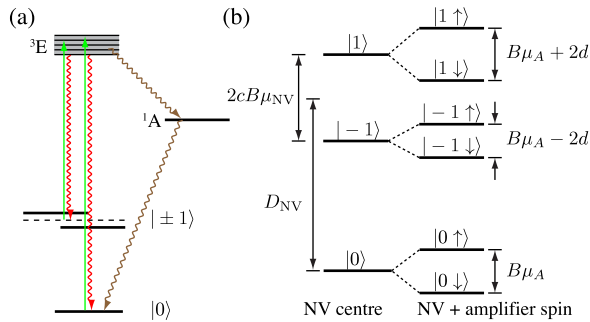 (a)
³E
¹A
| ± 1⟩
|0⟩
(b)
|1⟩
|1 ↑⟩
|1 ↓⟩
Bμ_A + 2d
2cBμ_NV
| − 1⟩
| − 1 ↑⟩
| − 1 ↓⟩
Bμ_A − 2d
D_NV
|0⟩
|0 ↑⟩
|0 ↓⟩
Bμ_A
NV centre
NV + amplifier spin